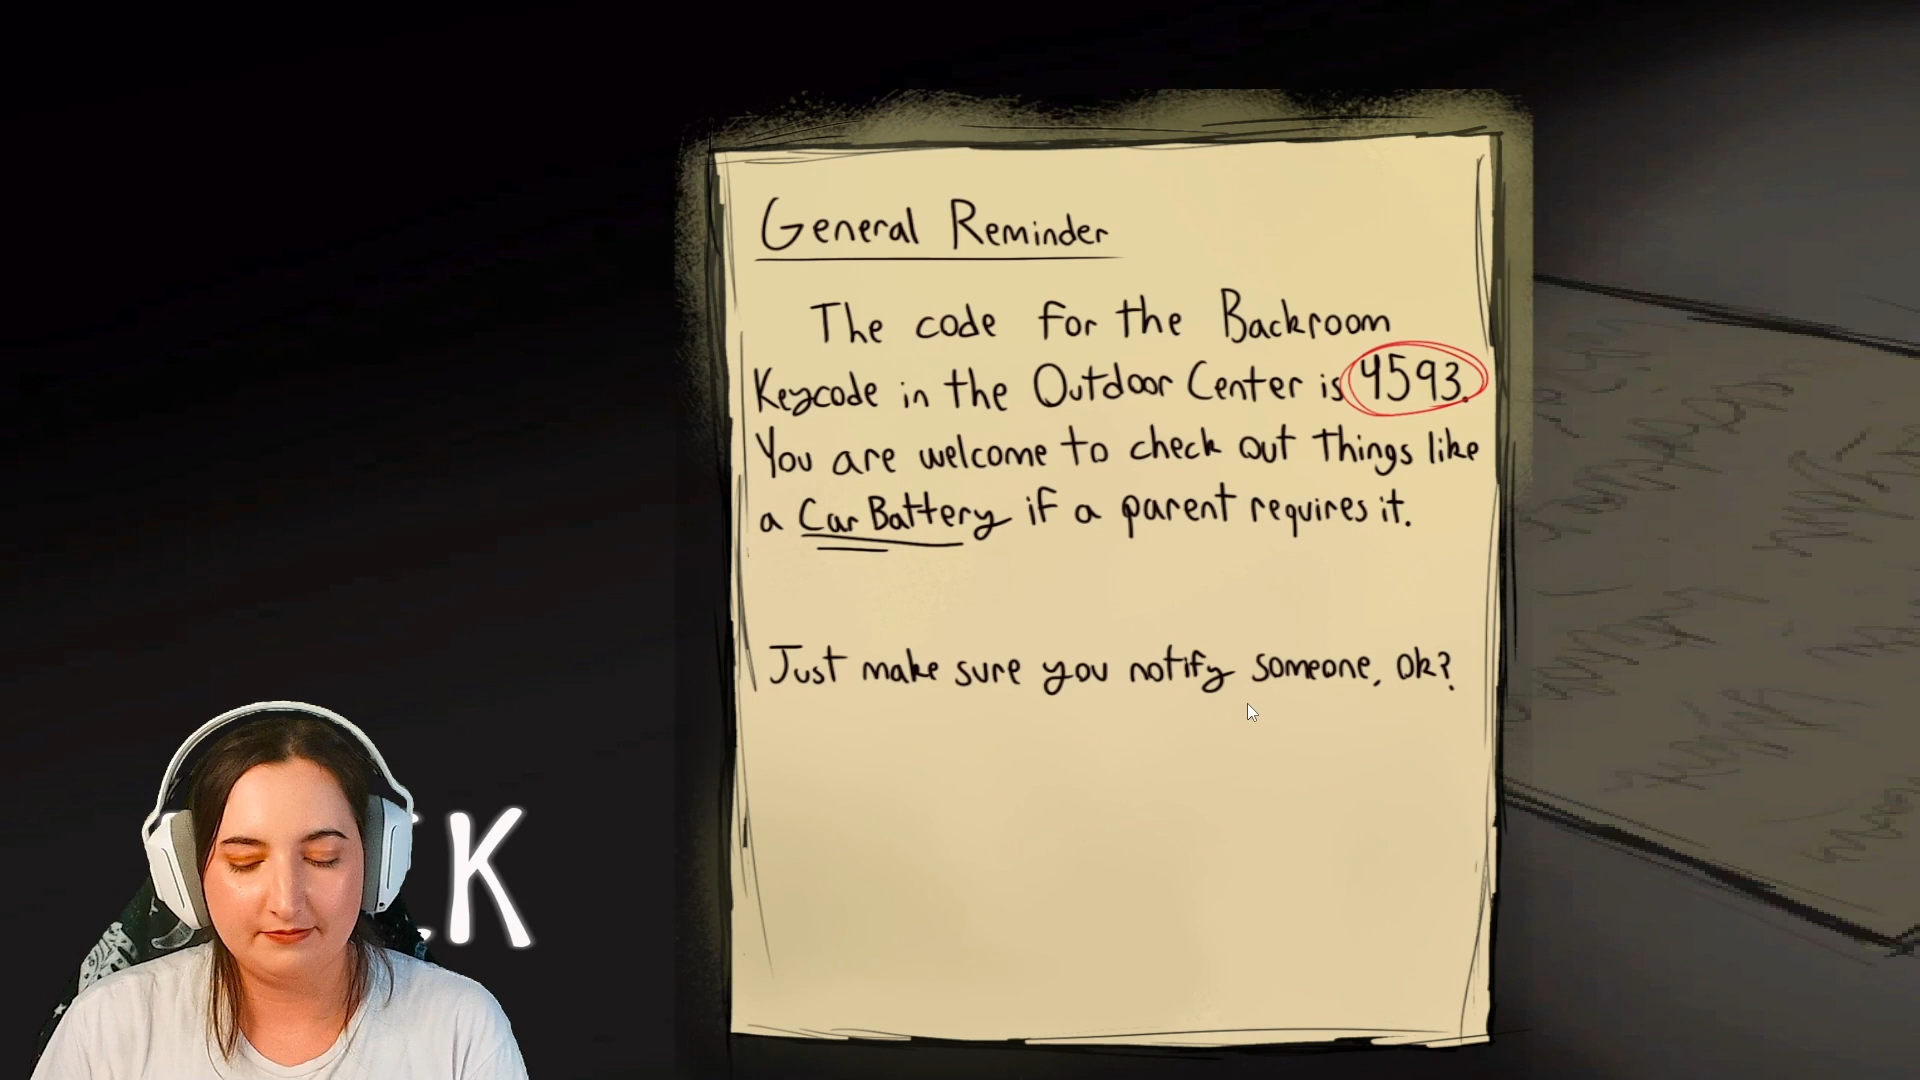 General Reminder
The code for the Backroom
Keycode in the Outdoor Center is 4593.
You are welcome to check out things like
a Car Battery if a parent requires it.
Just make sure you notify someone, ok?
K